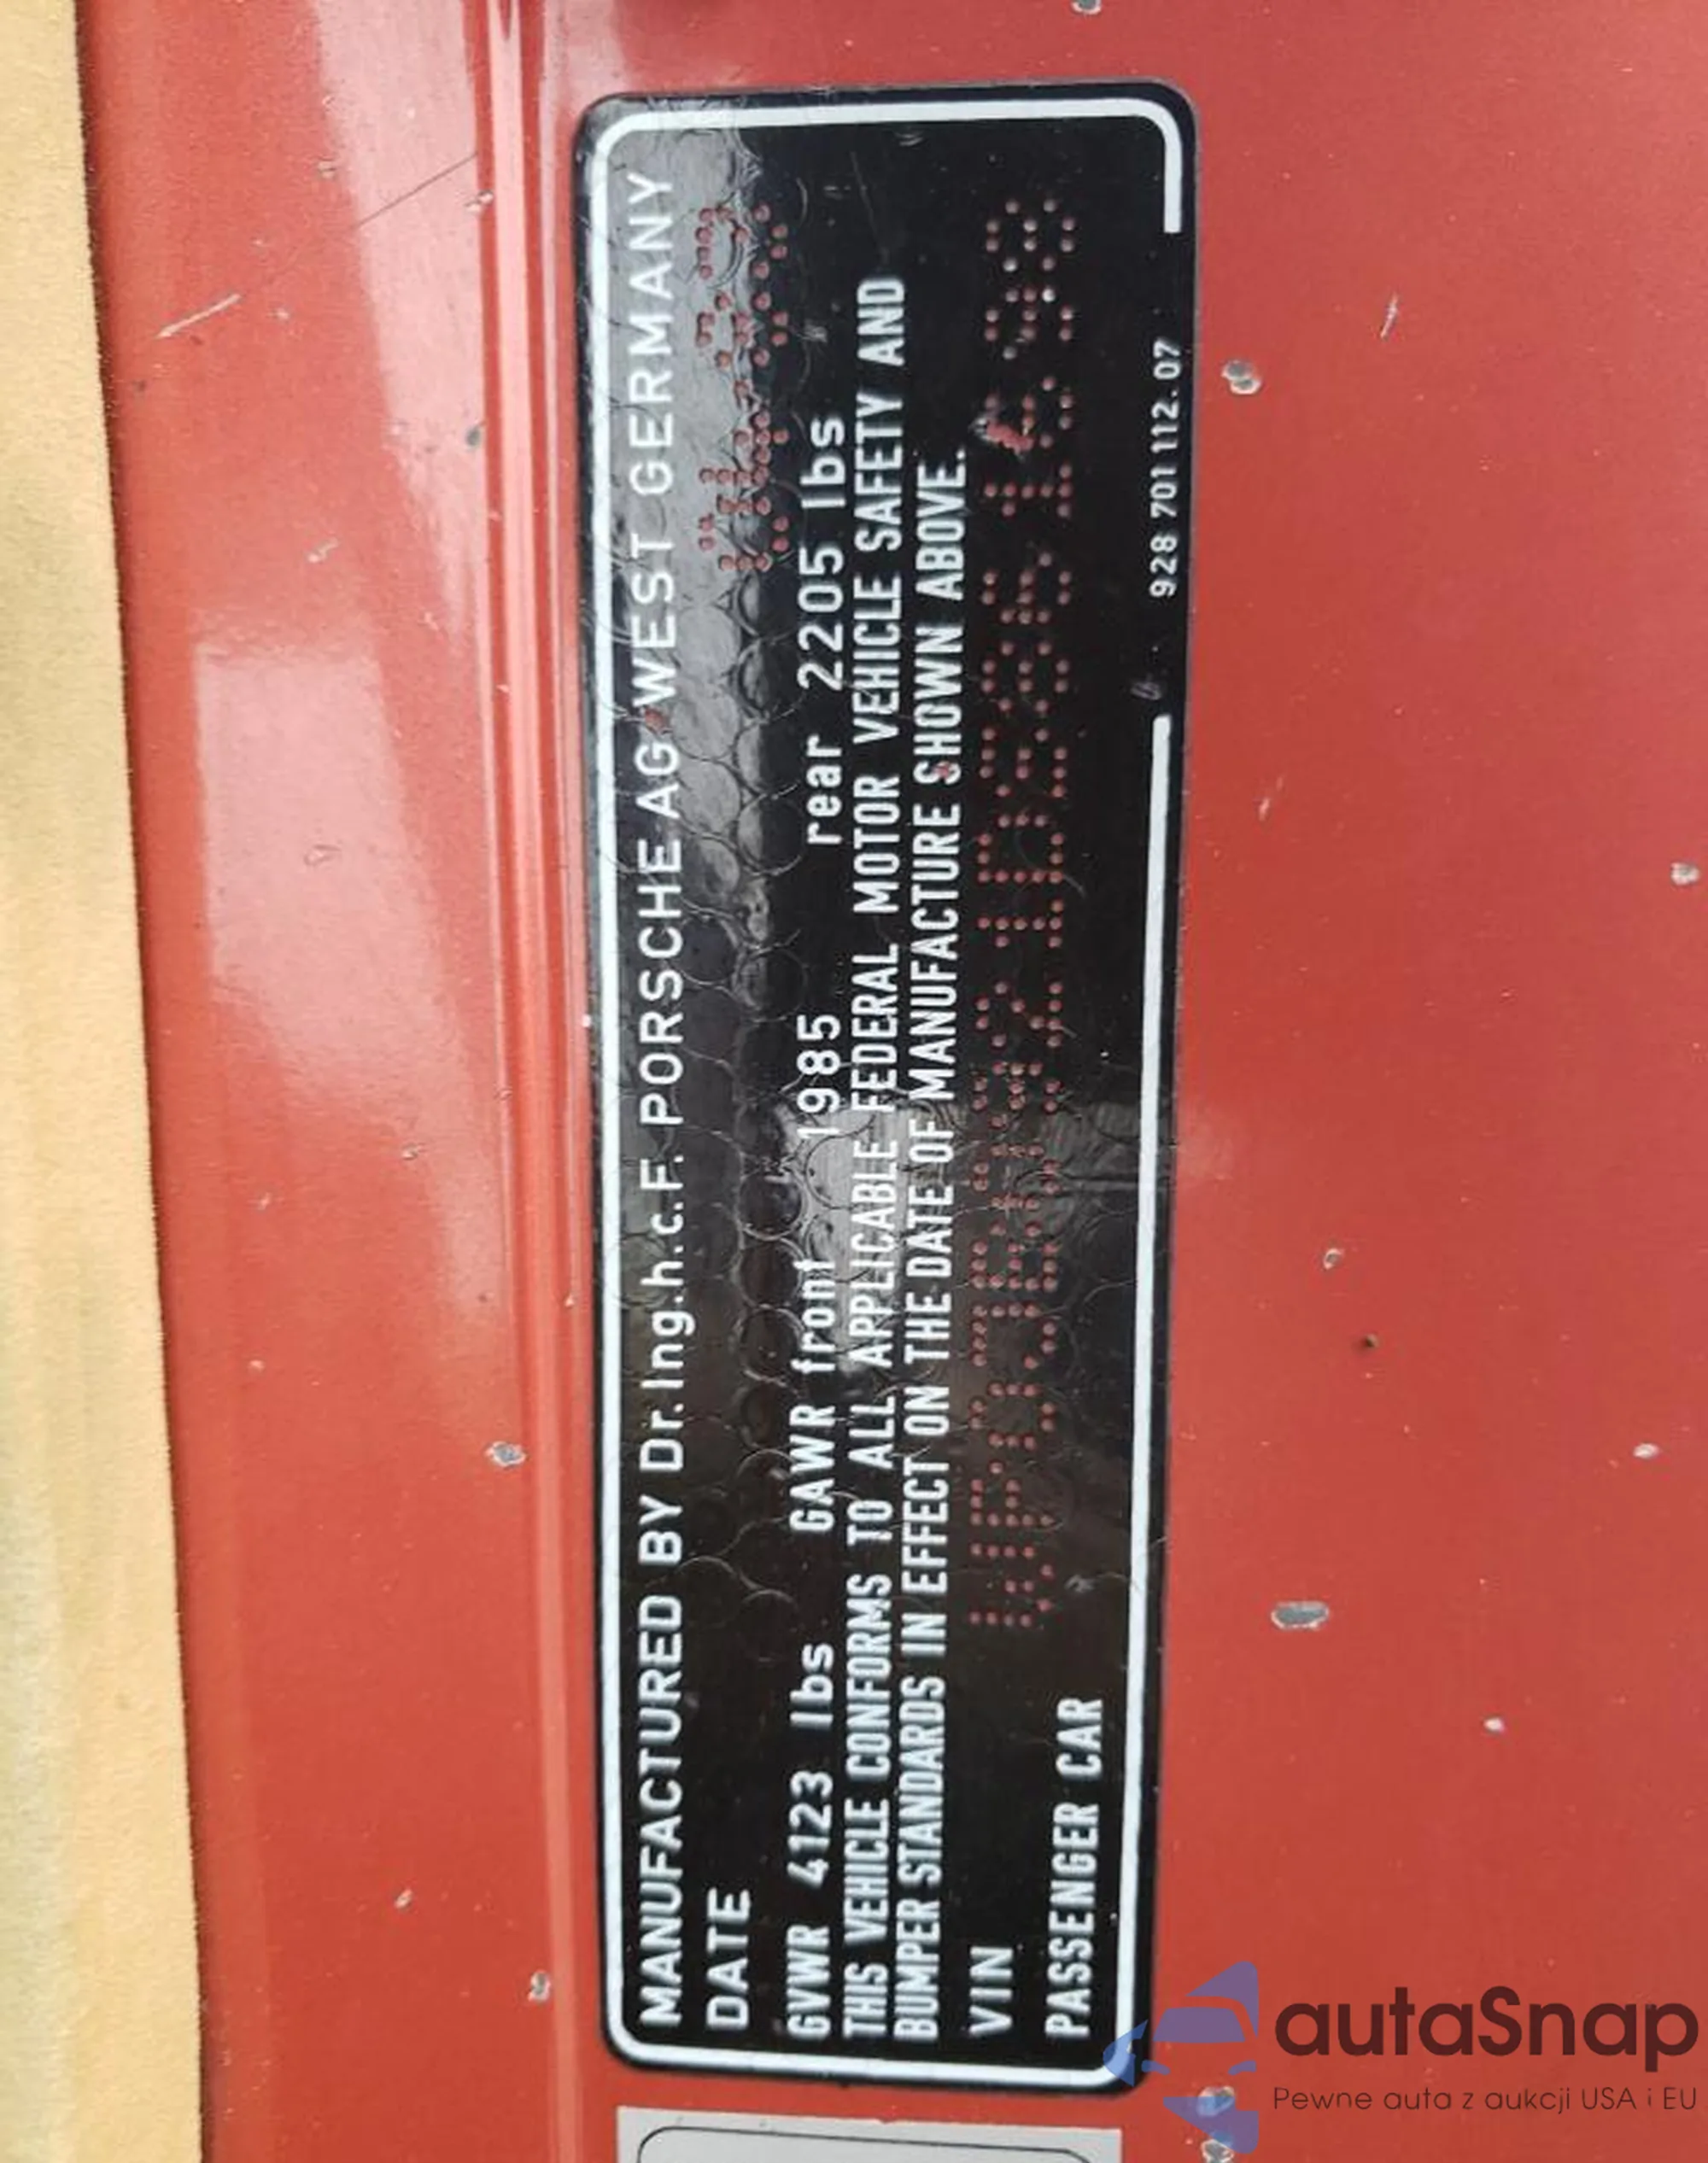 MANUFACTURED BY Dr.Ing.h.c.F. PORSCHE AG WEST GERMANY
DATE
GVWR 4123 lbs GAWR front 1985 rear 2205 lbs
THIS VEHICLE CONFORMS TO ALL APPLICABLE FEDERAL MOTOR VEHICLE SAFETY AND
BUMPER STANDARDS IN EFFECT ON THE DATE OF MANUFACTURE SHOWN ABOVE.
VIN
PASSENGER CAR
928 701 112. 07
autaSnap
Pewne auta z aukcji USA i EU